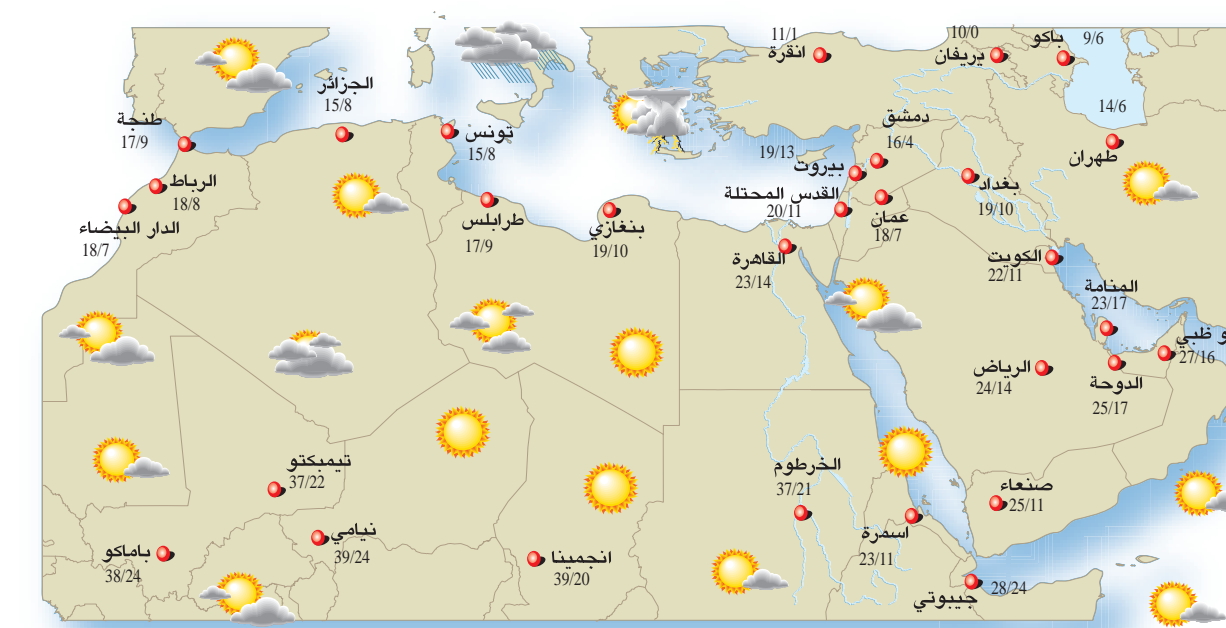 11/1
انقرة
10/0
يريفان
باكو
9/6
14/6
طهران
الجزائر
15/8
طنجة
17/9
تونس
15/8
19/13
دمشق
16/4
بيروت
الرباط
18/8
بغداد
19/10
القدس المحتلة
20/11
عمان
18/7
الدار البيضاء
18/7
طرابلس
17/9
بنغازي
19/10
القاهرة
23/14
الكويت
22/11
المنامة
23/17
و ظبي
27/16
الرياض
24/14
الدوحة
25/17
تيمبكتو
37/22
الخرطوم
37/21
صنعاء
25/11
نيامي
39/24
باماكو
38/24
انجمينا
39/20
اسمرة
23/11
28/24
جيبوتي